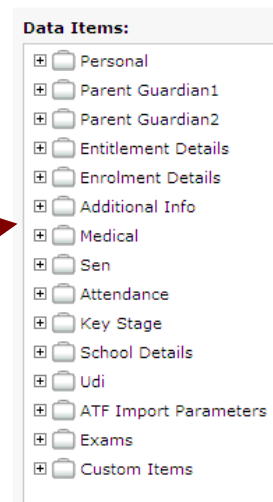 Data Items:
Personal
Parent Guardian1
Parent Guardian2
Entitlement Details
Enrolment Details
Additional Info
Medical
Sen
Attendance
Key Stage
School Details
Udi
ATF Import Parameters
Exams
Custom Items